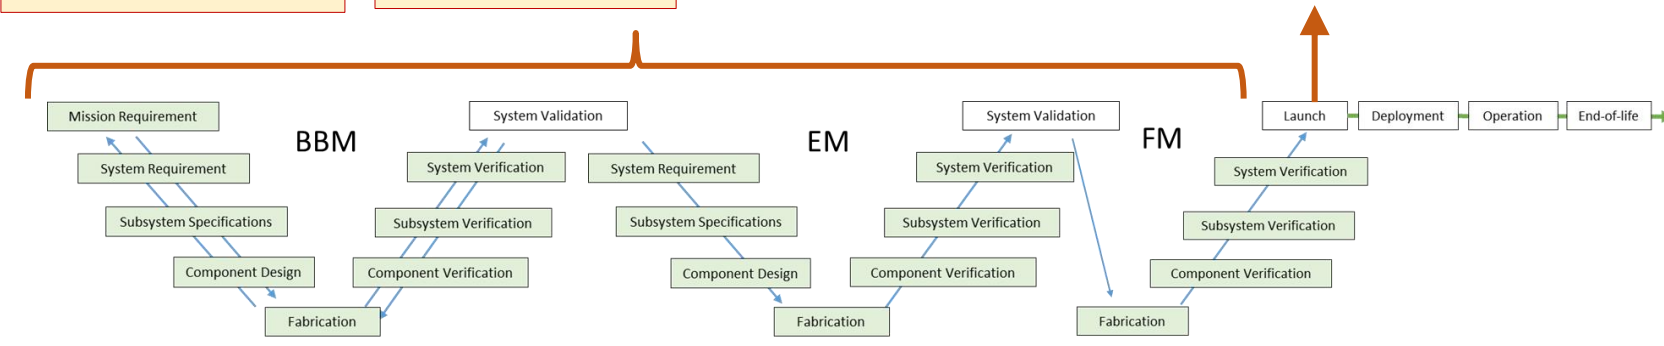 Mission Requirement
System Requirement
Subsystem Specifications
Component Design
Fabrication
BBM
System Validation
System Verification
Subsystem Verification
Component Verification
System Requirement
Subsystem Specifications
Component Design
Fabrication
EM
System Validation
System Verification
Subsystem Verification
Component Verification
Fabrication
FM
System Verification
Subsystem Verification
Component Verification
Launch
Deployment
Operation
End-of-life